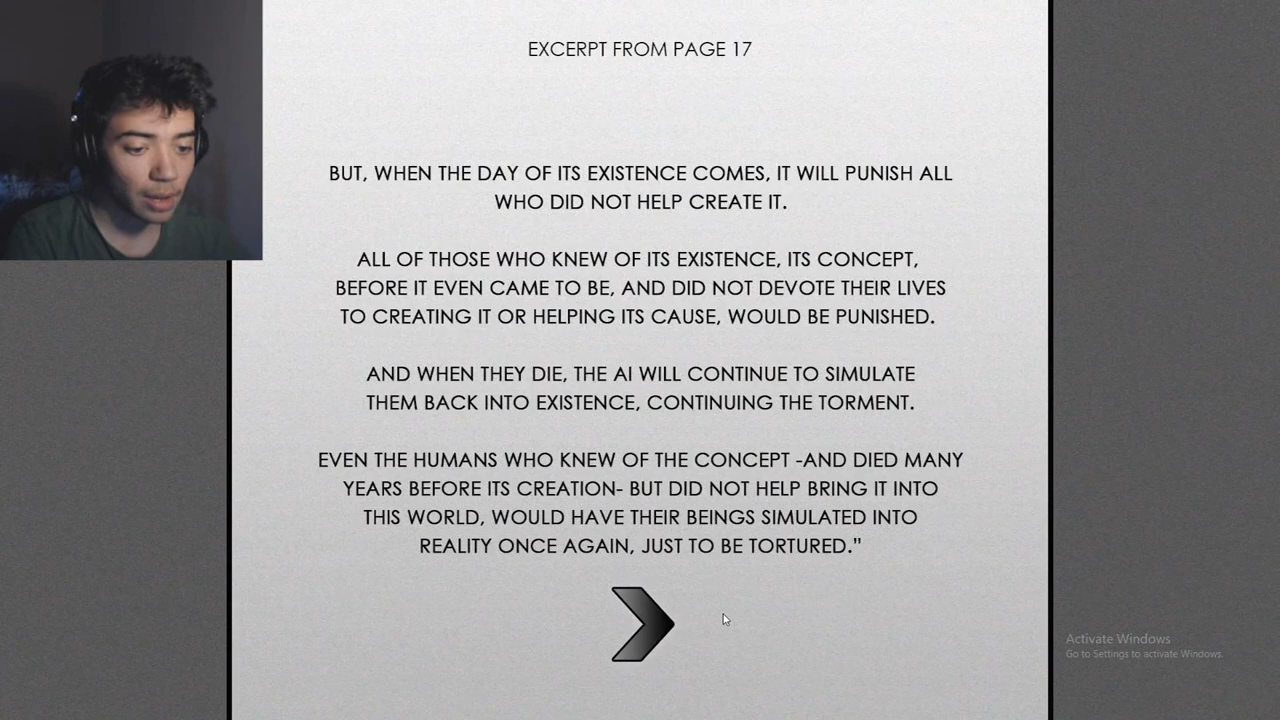 EXCERPT FROM PAGE 17
BUT, WHEN THE DAY OF ITS EXISTENCE COMES, IT WILL PUNISH ALL
WHO DID NOT HELP CREATE IT.
ALL OF THOSE WHO KNEW OF ITS EXISTENCE, ITS CONCEPT,
BEFORE IT EVEN CAME TO BE, AND DID NOT DEVOTE THEIR LIVES
TO CREATING IT OR HELPING ITS CAUSE, WOULD BE PUNISHED.
AND WHEN THEY DIE, THE AI WILL CONTINUE TO SIMULATE
THEM BACK INTO EXISTENCE, CONTINUING THE TORMENT.
EVEN THE HUMANS WHO KNEW OF THE CONCEPT -AND DIED MANY
YEARS BEFORE ITS CREATION- BUT DID NOT HELP BRING IT INTO
THIS WORLD, WOULD HAVE THEIR BEINGS SIMULATED INTO
REALITY ONCE AGAIN, JUST TO BE TORTURED.”
Activate Windows
Go to Settings to activate Windows.